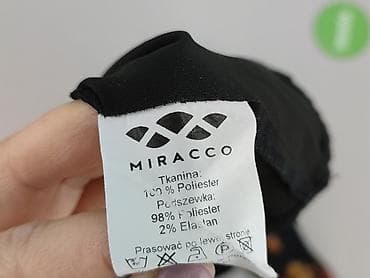 MIRACCO
Tkanina:
100 % Poliester
Podszewka:
98% Poliester
2% Elastan
Prasować po lewej stronie